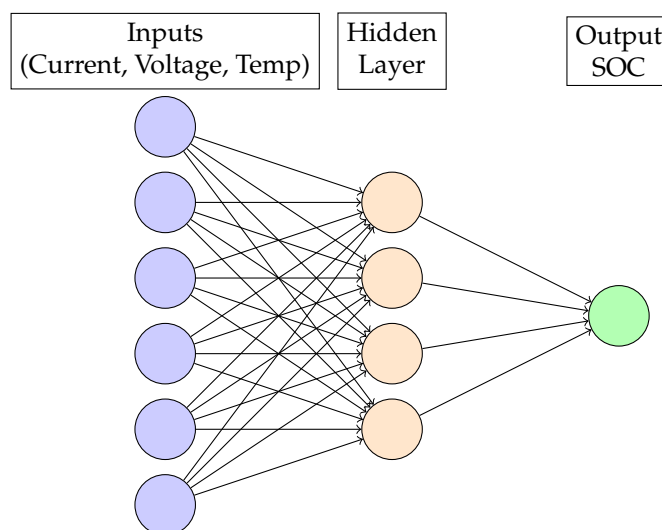 Inputs
(Current, Voltage, Temp)
Hidden
Layer
Output
SOC